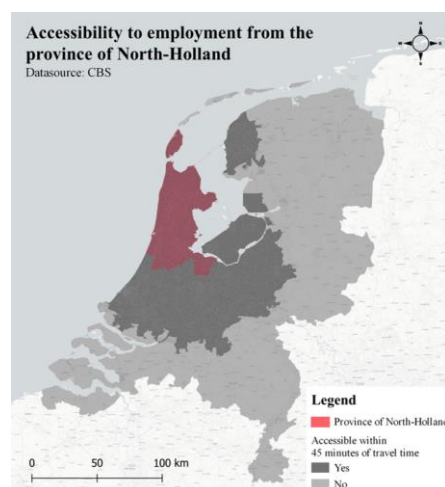 Accessibility to employment from the
province of North-Holland
Datasource: CBS
Legend
Province of North-Holland
Accessible within
45 minutes of travel time
Yes
No
0 50 100 km